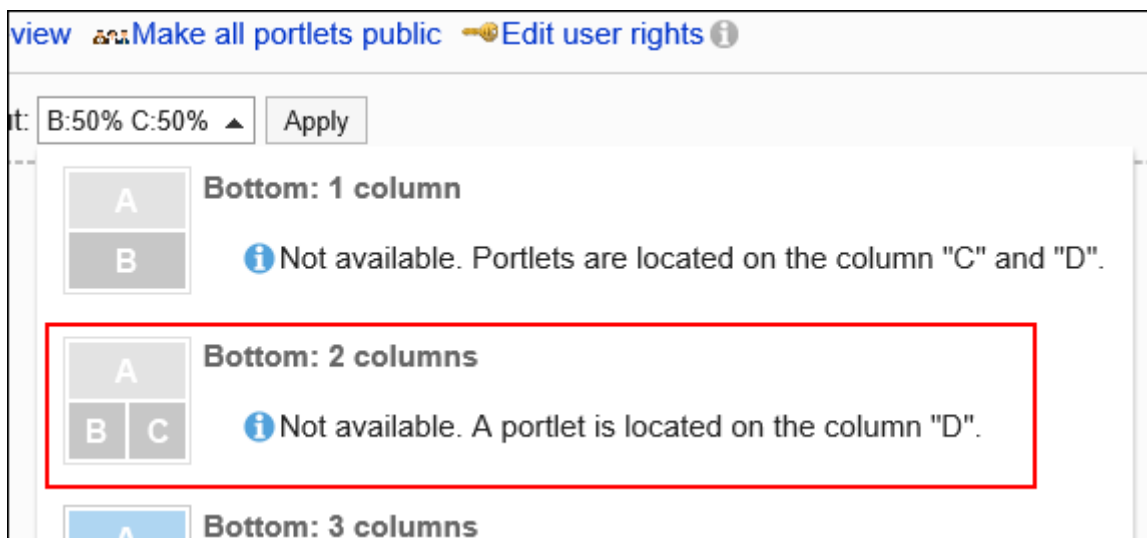 view Make all portlets public Edit user rights
ut: B:50% C:50% Apply
A
B
Bottom: 1 column
Not available. Portlets are located on the column "C" and "D".
A
B C
Bottom: 2 columns
Not available. A portlet is located on the column "D".
A
Bottom: 3 columns